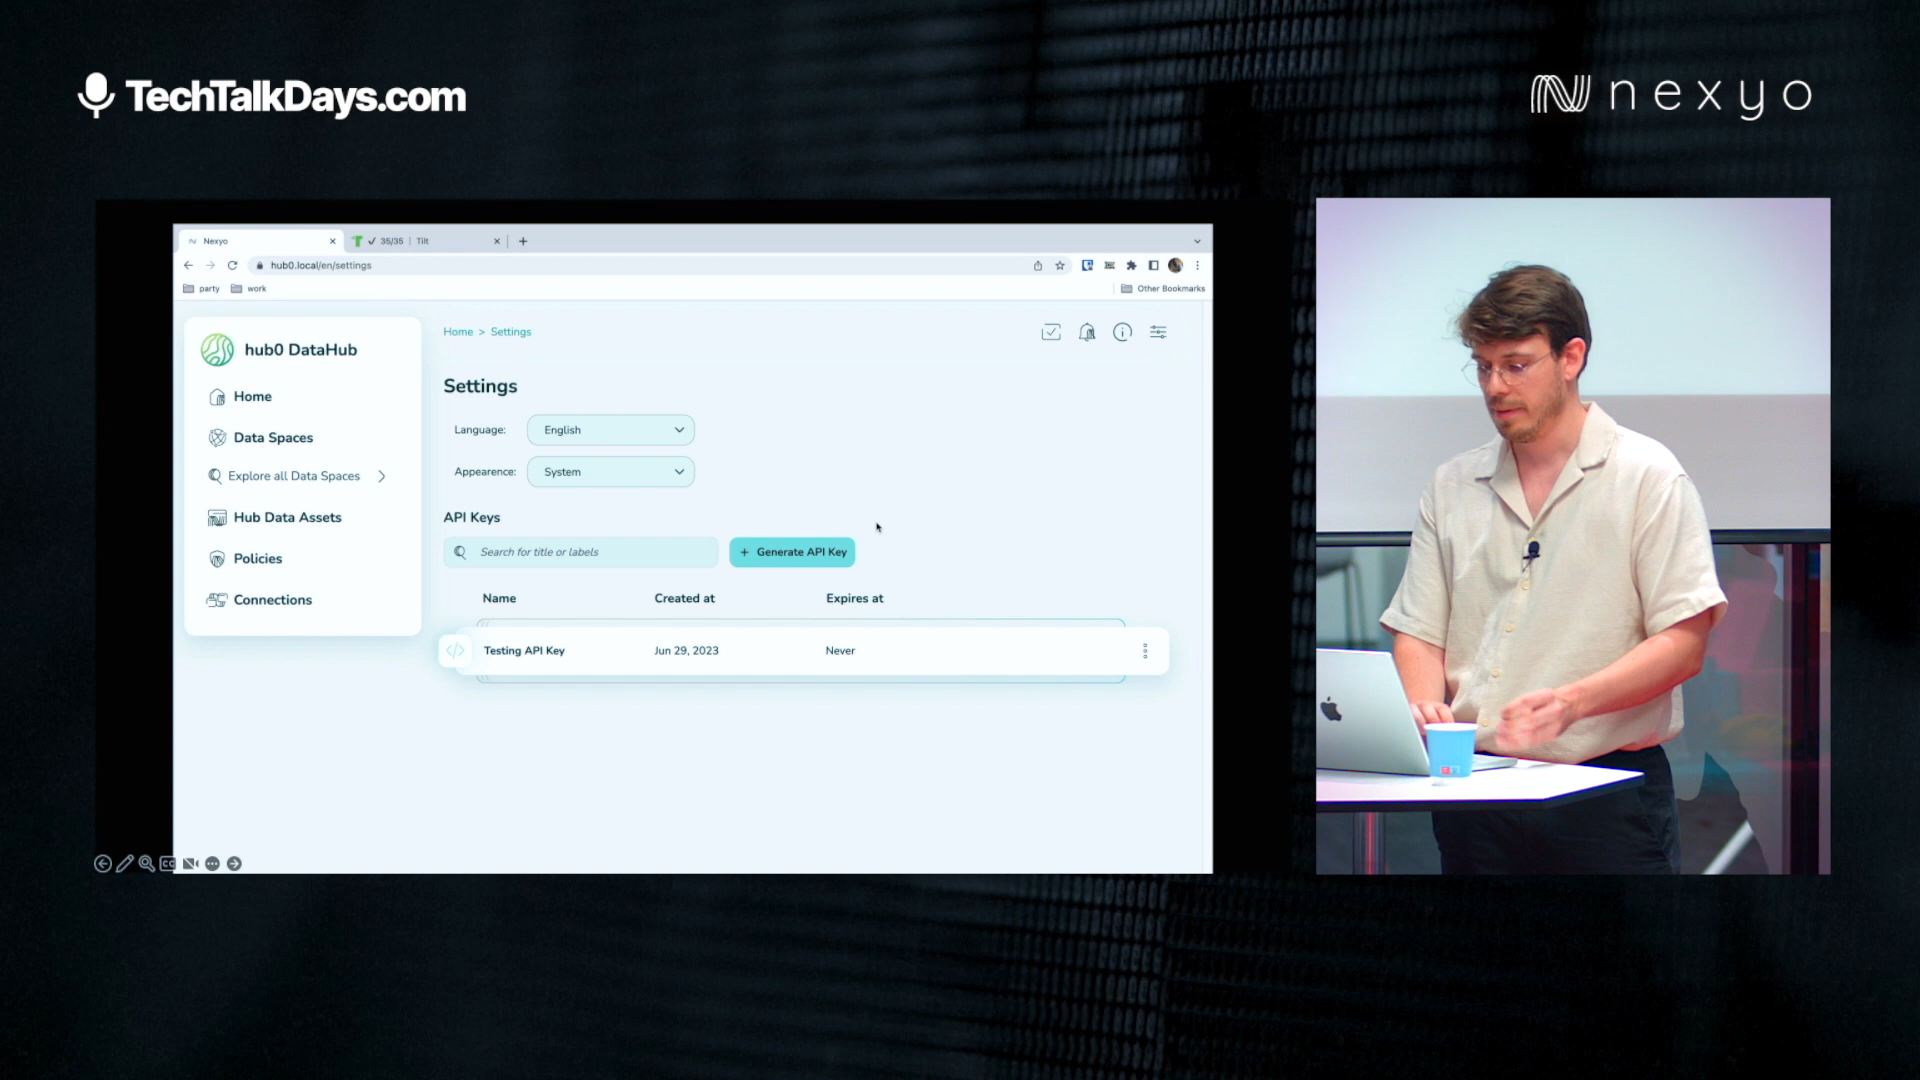 TechTalkDays.com
nexyo
Nexyo
35/35 | Tilt
hub0.local/en/settings
party
work
Other Bookmarks
hub0 DataHub
Home
Data Spaces
Explore all Data Spaces
Hub Data Assets
Policies
Connections
Home > Settings
Settings
Language:
English
Appearence:
System
API Keys
Search for title or labels
+ Generate API Key
Name
Created at
Expires at
Testing API Key
Jun 29, 2023
Never
CC